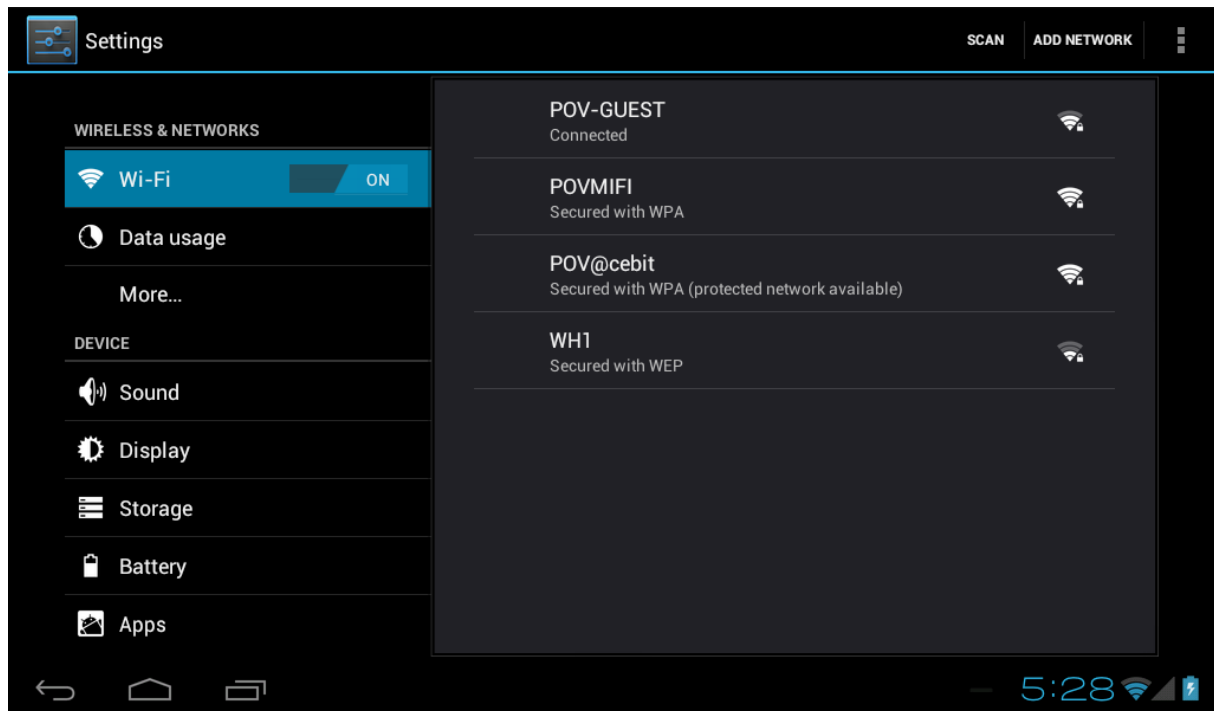 Settings
SCAN
ADD NETWORK
WIRELESS & NETWORKS
Wi-Fi
ON
Data usage
More...
DEVICE
Sound
Display
Storage
Battery
Apps
POV-GUEST
Connected
POVMIFI
Secured with WPA
POV@cebit
Secured with WPA (protected network available)
WH1
Secured with WEP
5:28